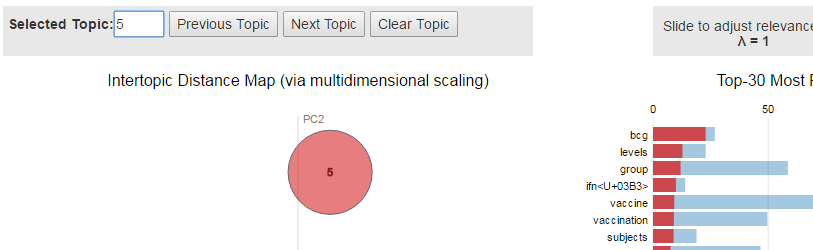 Selected Topic: 5 Previous Topic Next Topic Clear Topic
Slide to adjust relevance
λ = 1
Intertopic Distance Map (via multidimensional scaling)
Top-30 Most
0 50
PC2
5
bcg
levels
group
ifn<U+03B3>
vaccine
vaccination
subjects